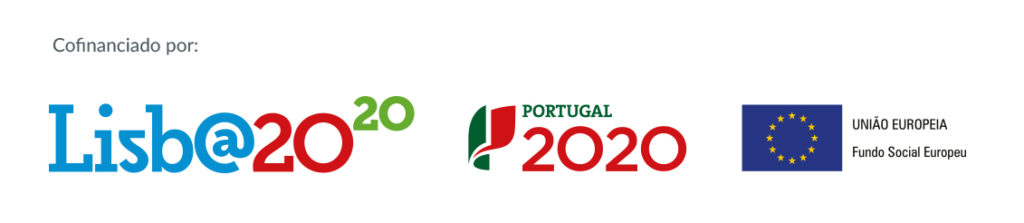 Cofinanciado por:
Lisb@20²⁰
PORTUGAL
2020
UNIÃO EUROPEIA
Fundo Social Europeu